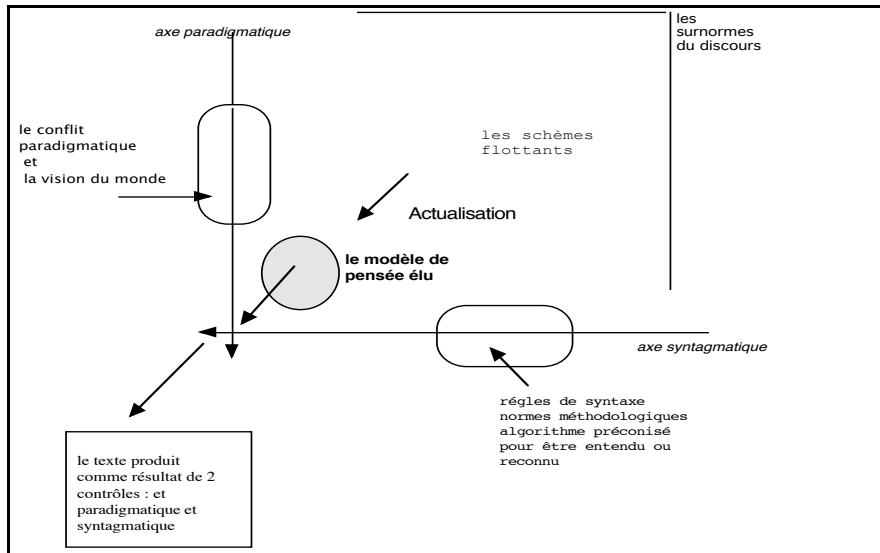 axe paradigmatique
les
surnormes
du discours
le conflit
paradigmatique
et
la vision du monde
les schèmes
flottants
Actualisation
le modèle de
pensée élu
axe syntagmatique
régles de syntaxe
normes méthodologiques
algorithme préconisé
pour être entendu ou
reconnu
le texte produit
comme résultat de 2
contrôles : et
paradigmatique et
syntagmatique